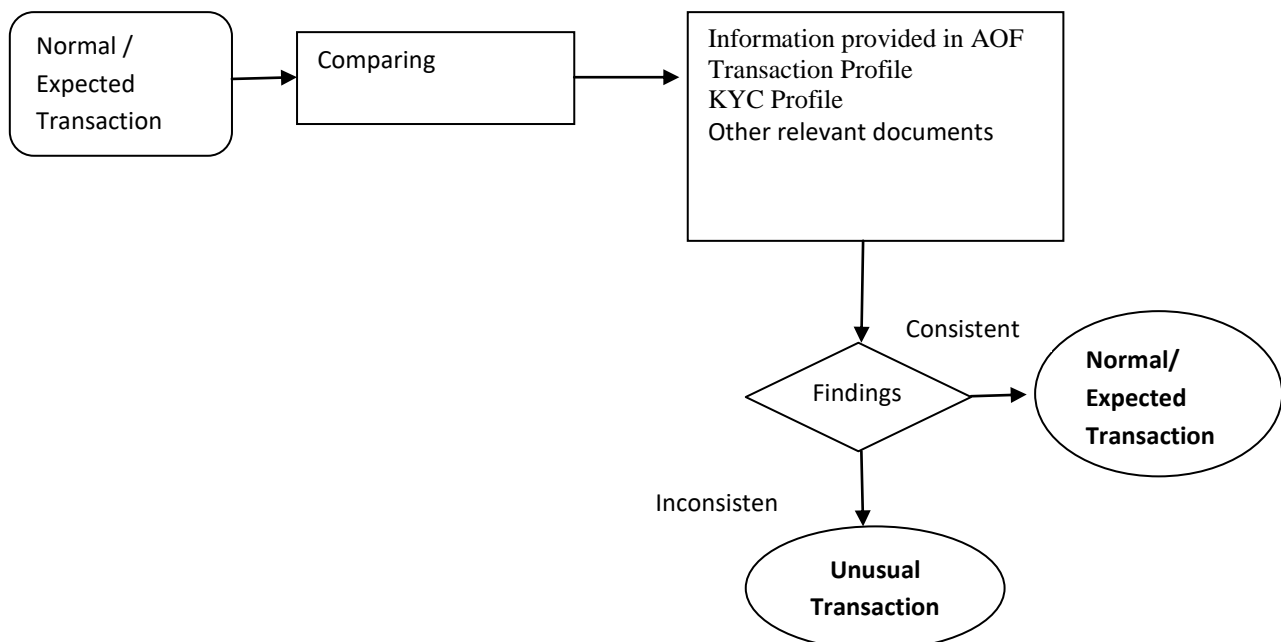 Normal /
Expected
Transaction
Comparing
Information provided in AOF
Transaction Profile
KYC Profile
Other relevant documents
Consistent
Findings
Normal/
Expected
Transaction
Inconsisten
Unusual
Transaction